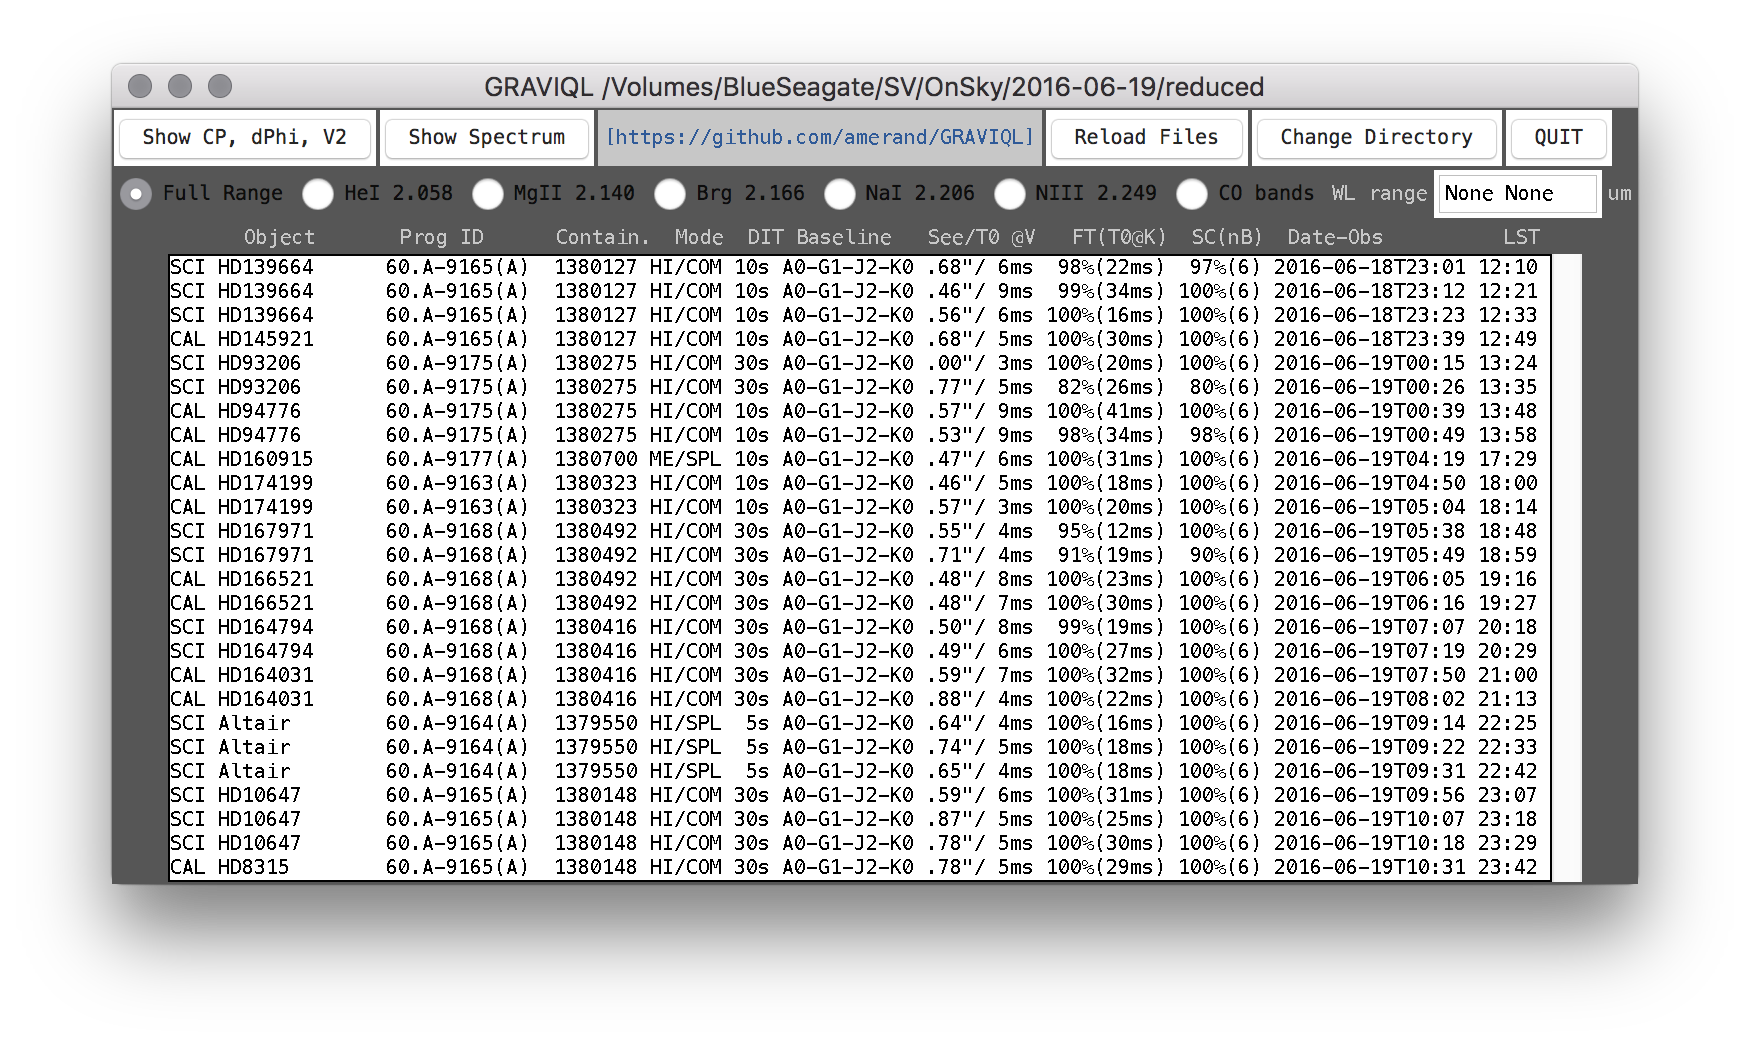 GRAVIQL /Volumes/BlueSeagate/SV/OnSky/2016-06-19/reduced
Show CP, dPhi, V2 Show Spectrum [https://github.com/amerand/GRAVIQL] Reload Files Change Directory QUIT
Full Range HeI 2.058 MgII 2.140 Brg 2.166 NaI 2.206 NIII 2.249 CO bands WL range None None um
Object Prog ID Contain. Mode DIT Baseline See/T0 @V FT(T0@K) SC(nB) Date-Obs LST
SCI HD139664 60.A-9165(A) 1380127 HI/COM 10s A0-G1-J2-K0 .68"/ 6ms 98%(22ms) 97%(6) 2016-06-18T23:01 12:10
SCI HD139664 60.A-9165(A) 1380127 HI/COM 10s A0-G1-J2-K0 .46"/ 9ms 99%(34ms) 100%(6) 2016-06-18T23:12 12:21
SCI HD139664 60.A-9165(A) 1380127 HI/COM 10s A0-G1-J2-K0 .56"/ 6ms 100%(16ms) 100%(6) 2016-06-18T23:23 12:33
CAL HD145921 60.A-9165(A) 1380127 HI/COM 10s A0-G1-J2-K0 .68"/ 5ms 100%(30ms) 100%(6) 2016-06-18T23:39 12:49
SCI HD93206 60.A-9175(A) 1380275 HI/COM 30s A0-G1-J2-K0 .00"/ 3ms 100%(20ms) 100%(6) 2016-06-19T00:15 13:24
SCI HD93206 60.A-9175(A) 1380275 HI/COM 30s A0-G1-J2-K0 .77"/ 5ms 82%(26ms) 80%(6) 2016-06-19T00:26 13:35
CAL HD94776 60.A-9175(A) 1380275 HI/COM 10s A0-G1-J2-K0 .57"/ 9ms 100%(41ms) 100%(6) 2016-06-19T00:39 13:48
CAL HD94776 60.A-9175(A) 1380275 HI/COM 10s A0-G1-J2-K0 .53"/ 9ms 98%(34ms) 98%(6) 2016-06-19T00:49 13:58
CAL HD160915 60.A-9177(A) 1380700 ME/SPL 10s A0-G1-J2-K0 .47"/ 6ms 100%(31ms) 100%(6) 2016-06-19T04:19 17:29
CAL HD174199 60.A-9163(A) 1380323 HI/COM 10s A0-G1-J2-K0 .46"/ 5ms 100%(18ms) 100%(6) 2016-06-19T04:50 18:00
CAL HD174199 60.A-9163(A) 1380323 HI/COM 10s A0-G1-J2-K0 .57"/ 3ms 100%(20ms) 100%(6) 2016-06-19T05:04 18:14
SCI HD167971 60.A-9168(A) 1380492 HI/COM 30s A0-G1-J2-K0 .55"/ 4ms 95%(12ms) 100%(6) 2016-06-19T05:38 18:48
SCI HD167971 60.A-9168(A) 1380492 HI/COM 30s A0-G1-J2-K0 .71"/ 4ms 91%(19ms) 90%(6) 2016-06-19T05:49 18:59
CAL HD166521 60.A-9168(A) 1380492 HI/COM 30s A0-G1-J2-K0 .48"/ 8ms 100%(23ms) 100%(6) 2016-06-19T06:05 19:16
CAL HD166521 60.A-9168(A) 1380492 HI/COM 30s A0-G1-J2-K0 .48"/ 7ms 100%(30ms) 100%(6) 2016-06-19T06:16 19:27
SCI HD164794 60.A-9168(A) 1380416 HI/COM 30s A0-G1-J2-K0 .50"/ 8ms 99%(19ms) 100%(6) 2016-06-19T07:07 20:18
SCI HD164794 60.A-9168(A) 1380416 HI/COM 30s A0-G1-J2-K0 .49"/ 6ms 100%(27ms) 100%(6) 2016-06-19T07:19 20:29
CAL HD164031 60.A-9168(A) 1380416 HI/COM 30s A0-G1-J2-K0 .59"/ 7ms 100%(32ms) 100%(6) 2016-06-19T07:50 21:00
CAL HD164031 60.A-9168(A) 1380416 HI/COM 30s A0-G1-J2-K0 .88"/ 4ms 100%(22ms) 100%(6) 2016-06-19T08:02 21:13
SCI Altair 60.A-9164(A) 1379550 HI/SPL 5s A0-G1-J2-K0 .64"/ 4ms 100%(16ms) 100%(6) 2016-06-19T09:14 22:25
SCI Altair 60.A-9164(A) 1379550 HI/SPL 5s A0-G1-J2-K0 .74"/ 5ms 100%(18ms) 100%(6) 2016-06-19T09:22 22:33
SCI Altair 60.A-9164(A) 1379550 HI/SPL 5s A0-G1-J2-K0 .65"/ 4ms 100%(18ms) 100%(6) 2016-06-19T09:31 22:42
SCI HD10647 60.A-9165(A) 1380148 HI/COM 30s A0-G1-J2-K0 .59"/ 6ms 100%(31ms) 100%(6) 2016-06-19T09:56 23:07
SCI HD10647 60.A-9165(A) 1380148 HI/COM 30s A0-G1-J2-K0 .87"/ 5ms 100%(25ms) 100%(6) 2016-06-19T10:07 23:18
SCI HD10647 60.A-9165(A) 1380148 HI/COM 30s A0-G1-J2-K0 .78"/ 5ms 100%(30ms) 100%(6) 2016-06-19T10:18 23:29
CAL HD8315 60.A-9165(A) 1380148 HI/COM 30s A0-G1-J2-K0 .78"/ 5ms 100%(29ms) 100%(6) 2016-06-19T10:31 23:42